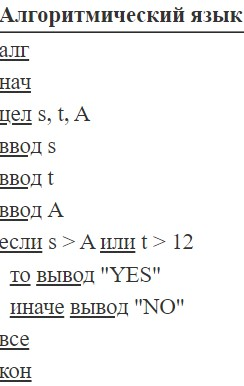 Алгоритмический язык
алг
нач
цел s, t, A
ввод s
ввод t
ввод A
если s > A или t > 12
то вывод "YES"
иначе вывод "NO"
все
кон